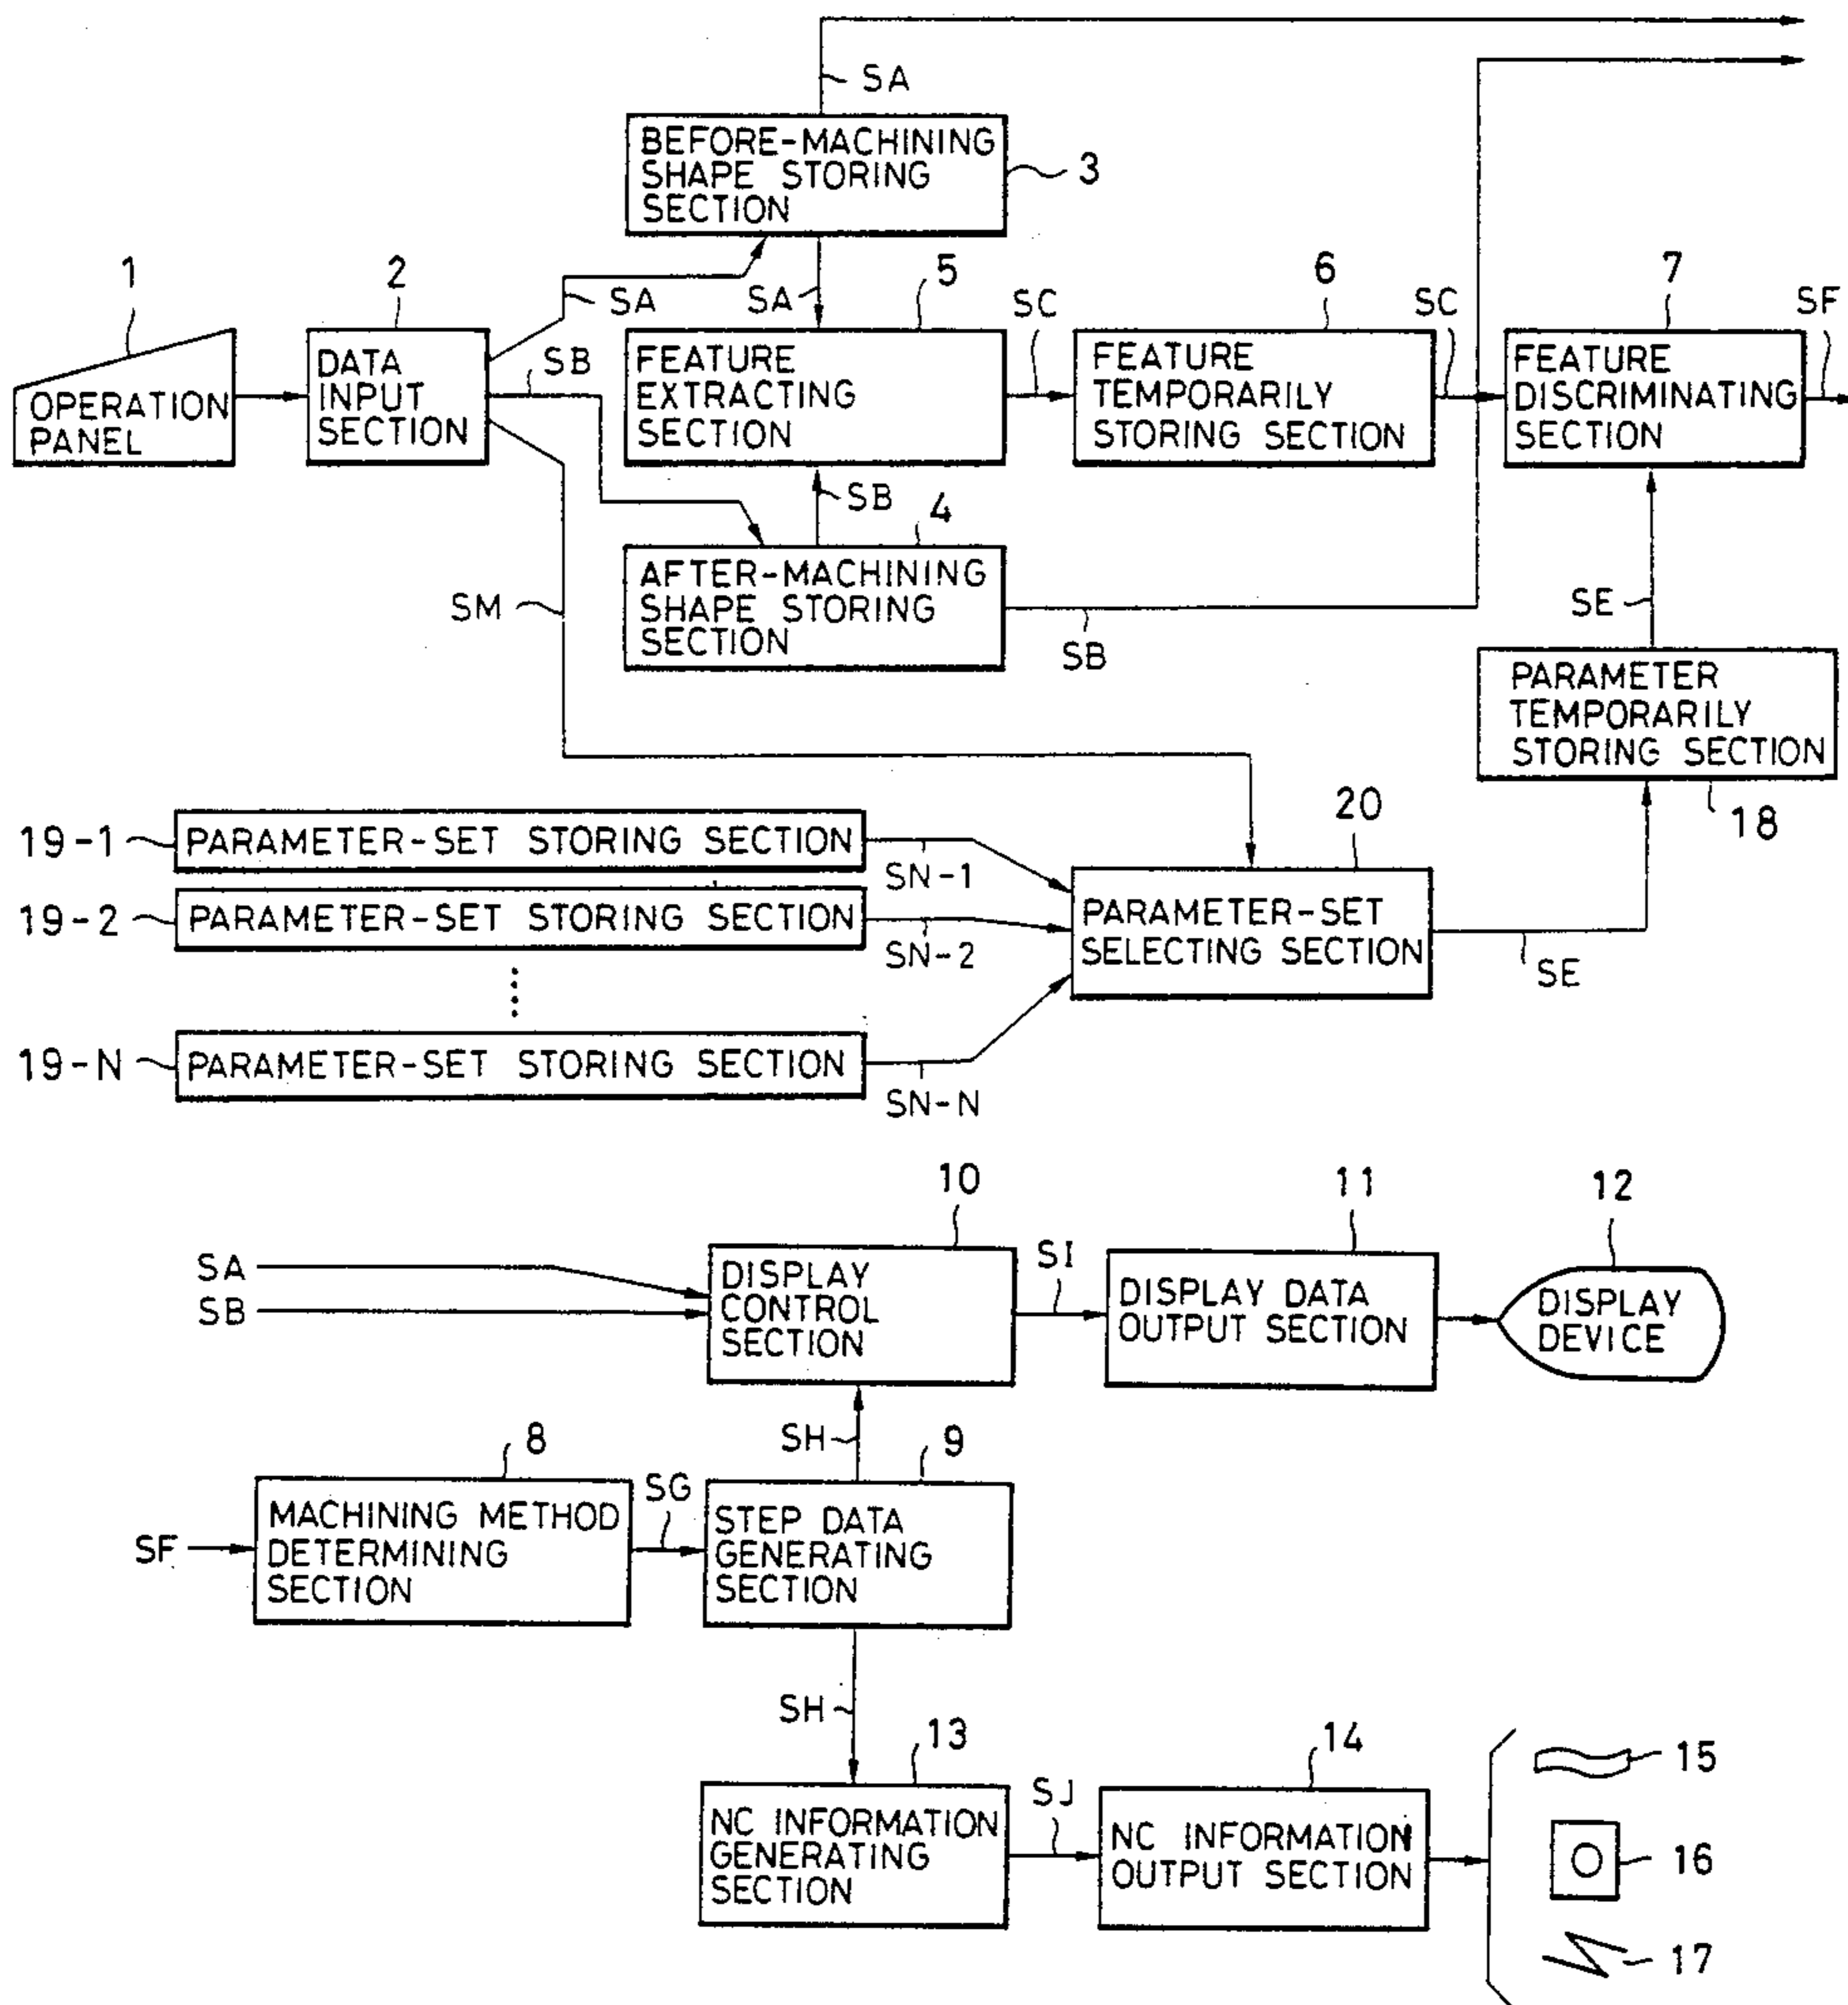 SA
BEFORE-MACHINING
SHAPE STORING
SECTION
3
1
2
SA
SA
5
SC
6
SC
7
SF
OPERATION
PANEL
DATA
INPUT
SECTION
SB
FEATURE
EXTRACTING
SECTION
FEATURE
TEMPORARILY
STORING SECTION
FEATURE
DISCRIMINATING
SECTION
SB
4
SM
AFTER-MACHINING
SHAPE STORING
SECTION
SB
SE
PARAMETER
TEMPORARILY
STORING SECTION
18
19-1
PARAMETER-SET STORING SECTION
SN-1
20
19-2
PARAMETER-SET STORING SECTION
SN-2
PARAMETER-SET
SELECTING SECTION
SE
19-N
PARAMETER-SET STORING SECTION
SN-N
10
11
12
SA
SB
DISPLAY
CONTROL
SECTION
SI
DISPLAY DATA
OUTPUT SECTION
DISPLAY
DEVICE
SH
8
9
SF
MACHINING METHOD
DETERMINING
SECTION
SG
STEP DATA
GENERATING
SECTION
SH
13
14
NC INFORMATION
GENERATING
SECTION
SJ
NC INFORMATION
OUTPUT SECTION
15
16
17